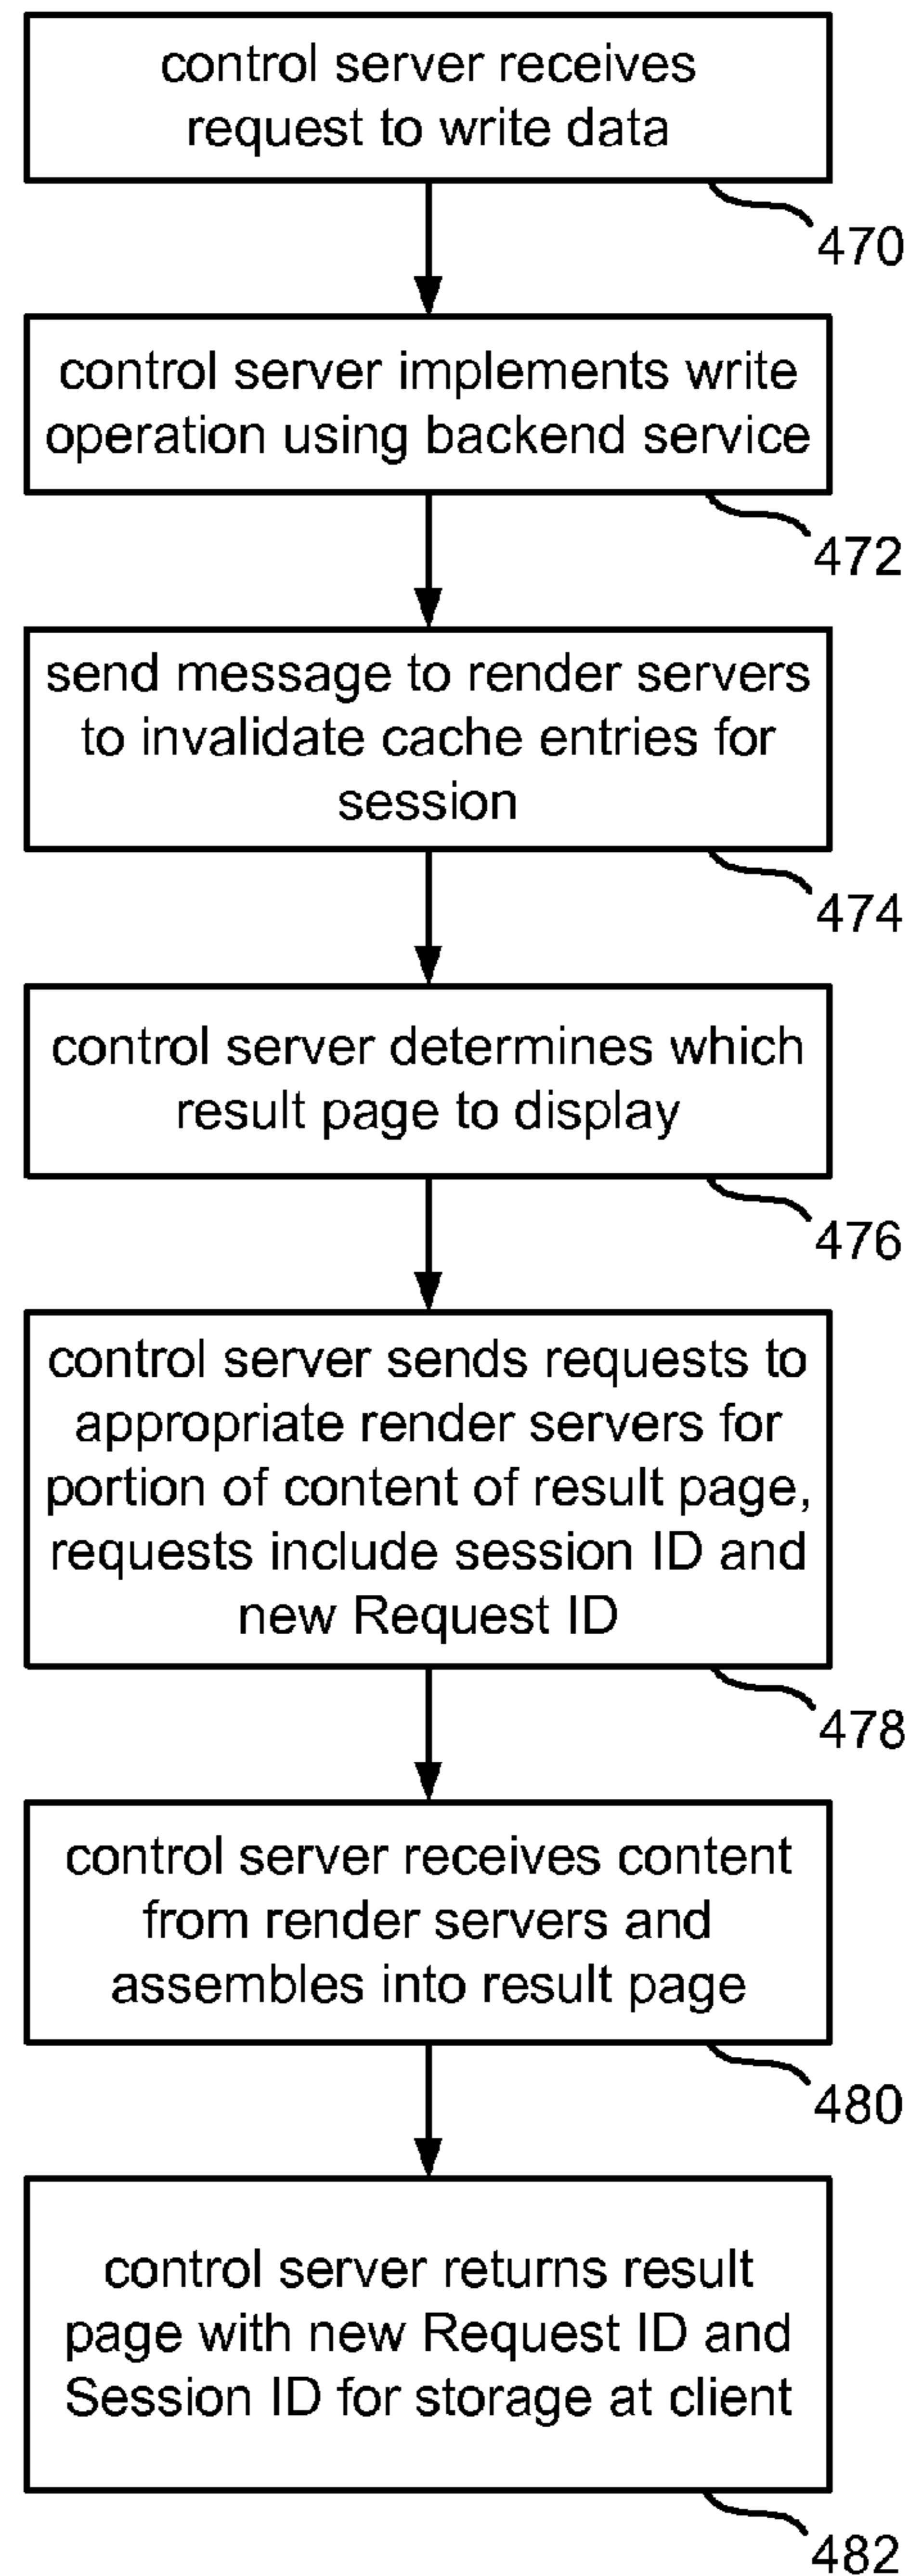 control server receives
request to write data
470
control server implements write
operation using backend service
472
send message to render servers
to invalidate cache entries for
session
474
control server determines which
result page to display
476
control server sends requests to
appropriate render servers for
portion of content of result page,
requests include session ID and
new Request ID
478
control server receives content
from render servers and
assembles into result page
480
control server returns result
page with new Request ID and
Session ID for storage at client
482